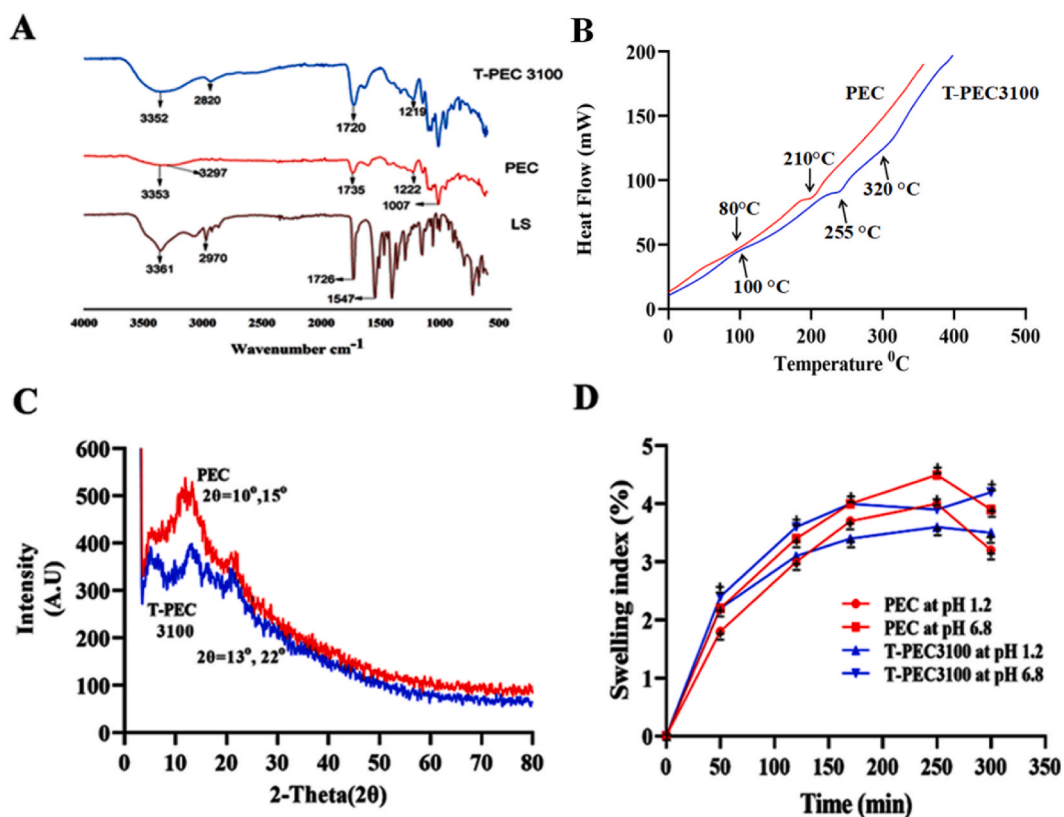 A
T-PEC 3100
3352
2820
1720
1219
PEC
3353
3297
1735
1222
1007
LS
3361
2970
1726
1547
4000 3500 3000 2500 2000 1500 1000 500
Wavenumber cm-1
B
200
150
100
50
0
Heat Flow (mW)
PEC
T-PEC3100
210°C
320 °C
80°C
255 °C
100 °C
0 100 200 300 400 500
Temperature ⁰C
C
600
500
400
300
200
100
0
Intensity
(A.U)
PEC
2θ=10°,15°
T-PEC
3100
2θ=13°, 22°
0 10 20 30 40 50 60 70 80
2-Theta(2θ)
D
5
4
3
2
1
0
Swelling index (%)
PEC at pH 1.2
PEC at pH 6.8
T-PEC3100 at pH 1.2
T-PEC3100 at pH 6.8
0 50 100 150 200 250 300 350
Time (min)